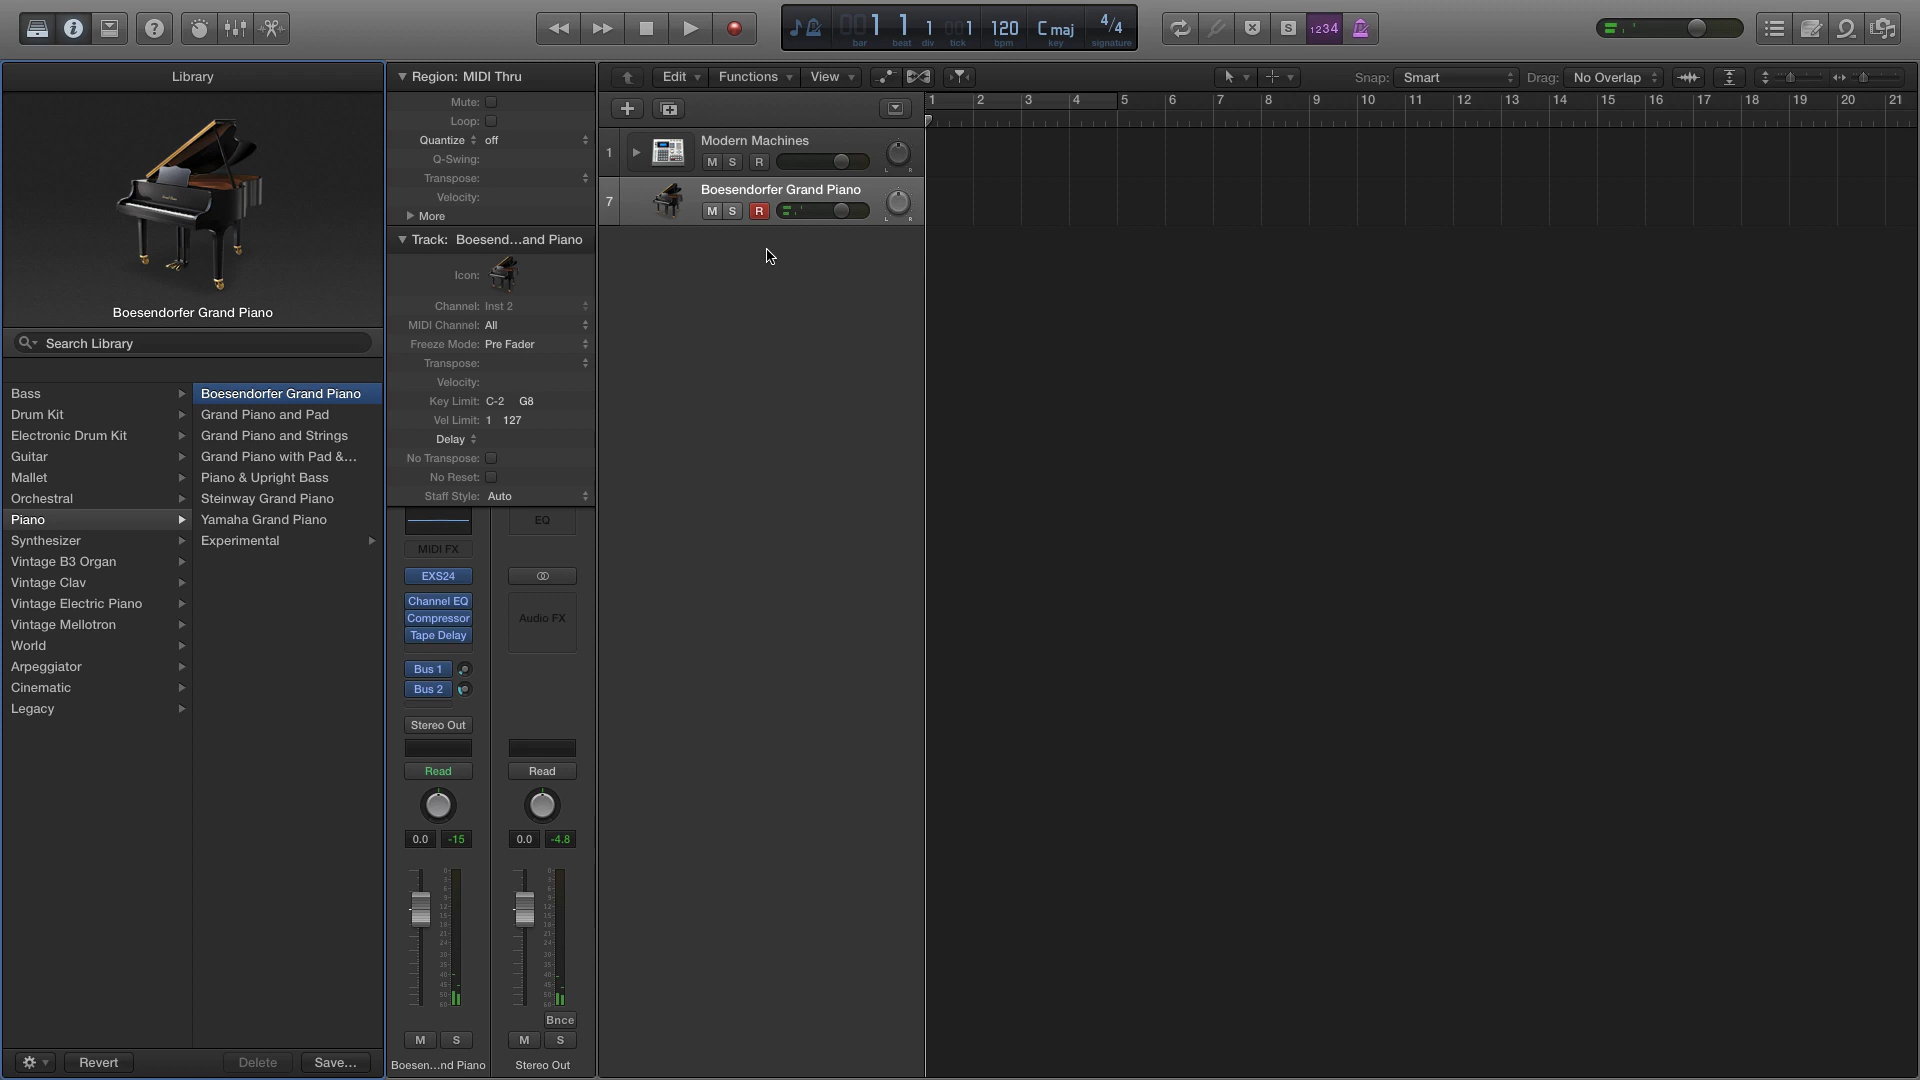 001 1 1 001 120 C maj 4/4
bar beat div tick bpm key signature
1234
Library
Boesendorfer Grand Piano
Search Library
Bass
Drum Kit
Electronic Drum Kit
Guitar
Mallet
Orchestral
Piano
Synthesizer
Vintage B3 Organ
Vintage Clav
Vintage Electric Piano
Vintage Mellotron
World
Arpeggiator
Cinematic
Legacy
Boesendorfer Grand Piano
Grand Piano and Pad
Grand Piano and Strings
Grand Piano with Pad &...
Piano & Upright Bass
Steinway Grand Piano
Yamaha Grand Piano
Experimental
Revert Delete Save...
Region: MIDI Thru
Mute:
Loop:
Quantize off
Q-Swing:
Transpose:
Velocity:
More
Track: Boesend...and Piano
Icon:
Channel: Inst 2
MIDI Channel: All
Freeze Mode: Pre Fader
Transpose:
Velocity:
Key Limit: C-2 G8
Vel Limit: 1 127
Delay
No Transpose:
No Reset:
Staff Style: Auto
EQ
MIDI FX
EXS24
Channel EQ
Compressor Audio FX
Tape Delay
Bus 1
Bus 2
Stereo Out
Read Read
0.0 -15 0.0 -4.8
Bnce
M S M S
Boesen...nd Piano Stereo Out
Edit Functions View Snap: Smart Drag: No Overlap
1 2 3 4 5 6 7 8 9 10 11 12 13 14 15 16 17 18 19 20 21
1 Modern Machines
M S R L R
7 Boesendorfer Grand Piano
M S R L R